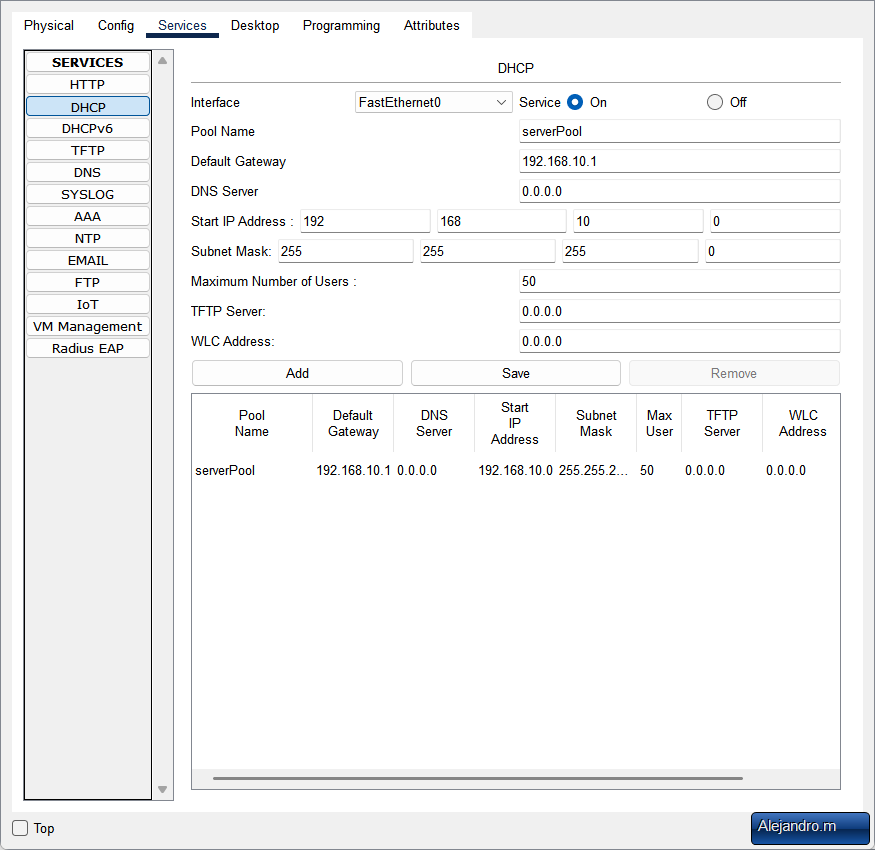 Physical Config Services Desktop Programming Attributes
SERVICES
HTTP
DHCP
DHCPv6
TFTP
DNS
SYSLOG
AAA
NTP
EMAIL
FTP
IoT
VM Management
Radius EAP
DHCP
Interface FastEthernet0 Service On Off
Pool Name serverPool
Default Gateway 192.168.10.1
DNS Server 0.0.0.0
Start IP Address : 192 168 10 0
Subnet Mask: 255 255 255 0
Maximum Number of Users : 50
TFTP Server: 0.0.0.0
WLC Address: 0.0.0.0
Add Save Remove
Pool Name Default Gateway DNS Server Start IP Address Subnet Mask Max User TFTP Server WLC Address
serverPool 192.168.10.1 0.0.0.0 192.168.10.0 255.255.2... 50 0.0.0.0 0.0.0.0
Top
Alejandro.m